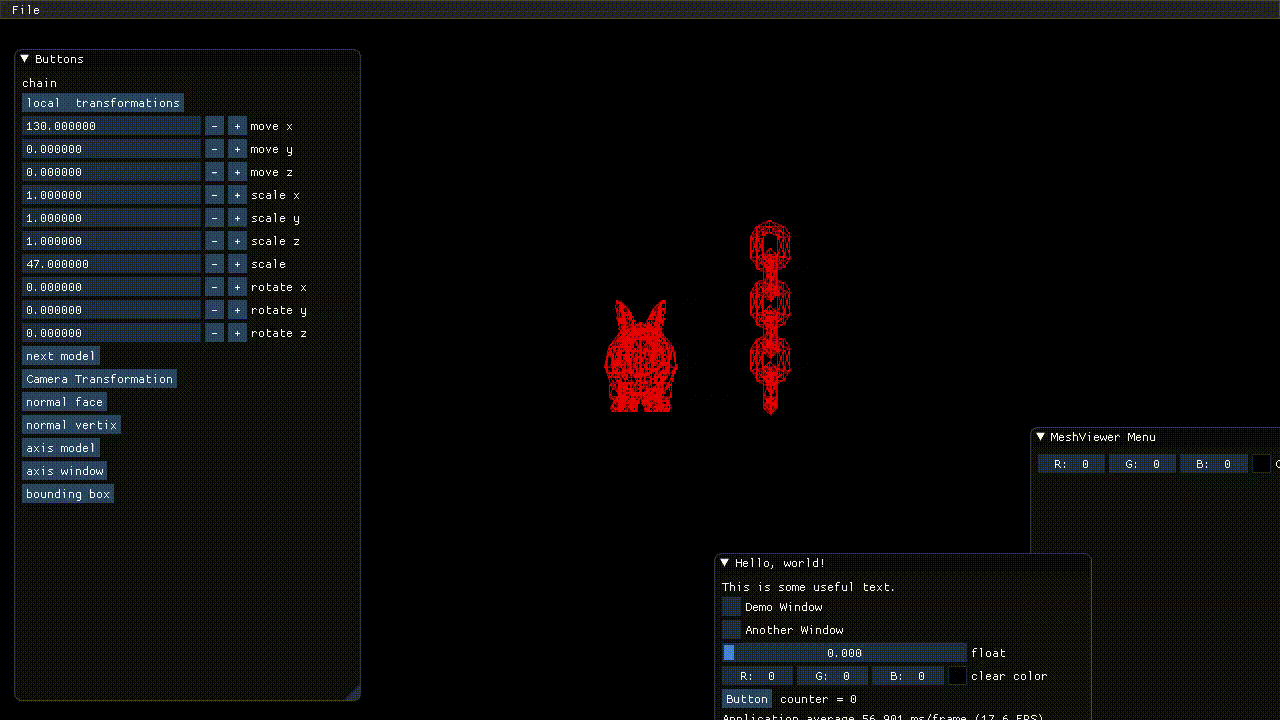 File
Buttons
chain
local transformations
130.000000 - + move x
0.000000 - + move y
0.000000 - + move z
1.000000 - + scale x
1.000000 - + scale y
1.000000 - + scale z
47.000000 - + scale
0.000000 - + rotate x
0.000000 - + rotate y
0.000000 - + rotate z
next model
Camera Transformation
normal face
normal vertix
axis model
axis window
bounding box
MeshViewer Menu
R: 0 G: 0 B: 0
Hello, world!
This is some useful text.
Demo Window
Another Window
0.000 float
R: 0 G: 0 B: 0 clear color
Button counter = 0
Application average 56.901 ms/frame (17.6 FPS)